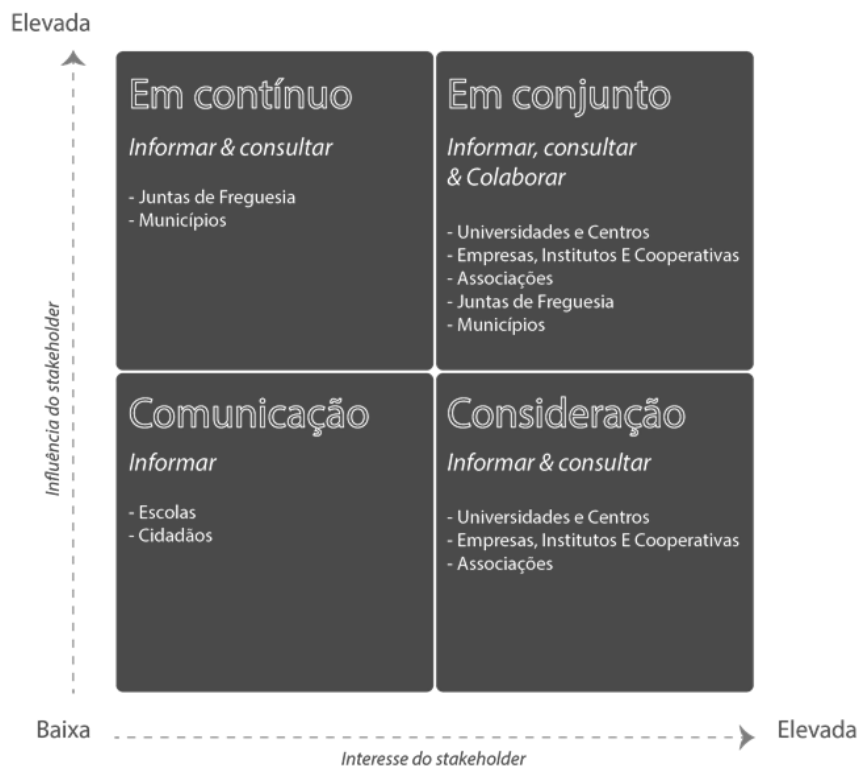 Elevada
Em contínuo
Informar & consultar
- Juntas de Freguesia
- Municípios
Em conjunto
Informar, consultar
& Colaborar
- Universidades e Centros
- Empresas, Institutos E Cooperativas
- Associações
- Juntas de Freguesia
- Municípios
Influência do stakeholder
Comunicação
Informar
- Escolas
- Cidadãos
Consideração
Informar & consultar
- Universidades e Centros
- Empresas, Institutos E Cooperativas
- Associações
Baixa
Elevada
Interesse do stakeholder